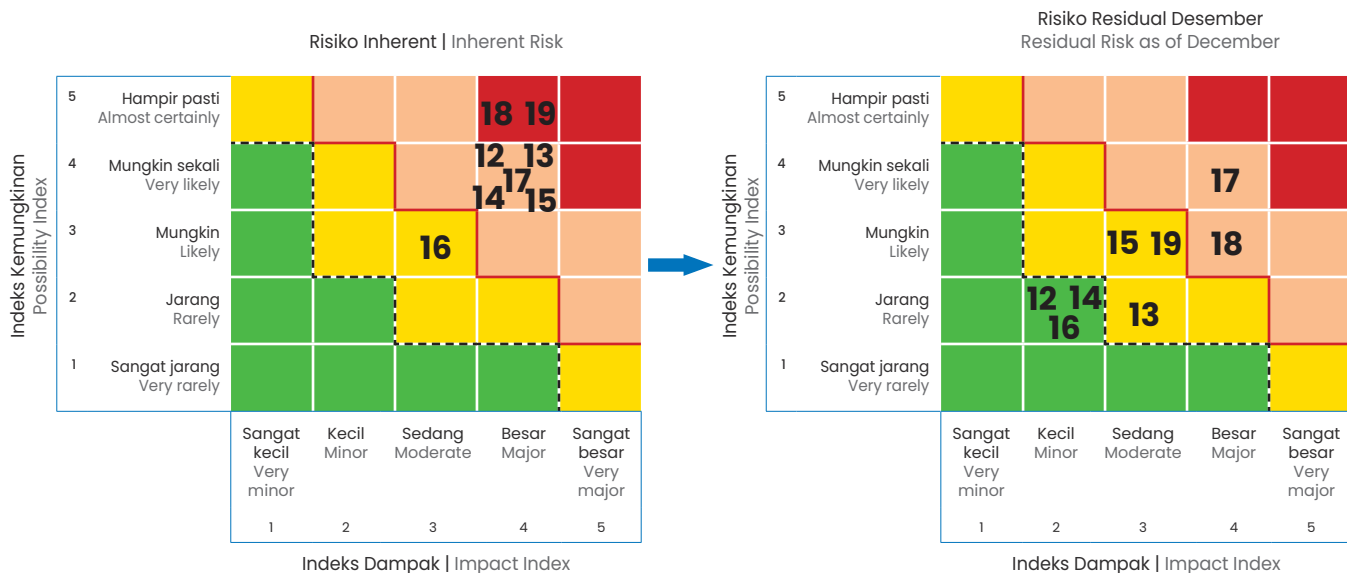 Risiko Inherent | Inherent Risk
Indeks Kemungkinan
Possibility Index
5
Hampir pasti
Almost certainly
18 19
4
Mungkin sekali
Very likely
12 13
17
14 15
3
Mungkin
Likely
16
2
Jarang
Rarely
1
Sangat jarang
Very rarely
Sangat kecil
Very minor
Kecil
Minor
Sedang
Moderate
Besar
Major
Sangat besar
Very major
1 2 3 4 5
Indeks Dampak | Impact Index
Risiko Residual Desember
Residual Risk as of December
Indeks Kemungkinan
Possibility Index
5
Hampir pasti
Almost certainly
4
Mungkin sekali
Very likely
17
3
Mungkin
Likely
15 19 18
2
Jarang
Rarely
12 14
16
13
1
Sangat jarang
Very rarely
Sangat
kecil
Very
minor
Kecil
Minor
Sedang
Moderate
Besar
Major
Sangat
besar
Very
major
1 2 3 4 5
Indeks Dampak | Impact Index